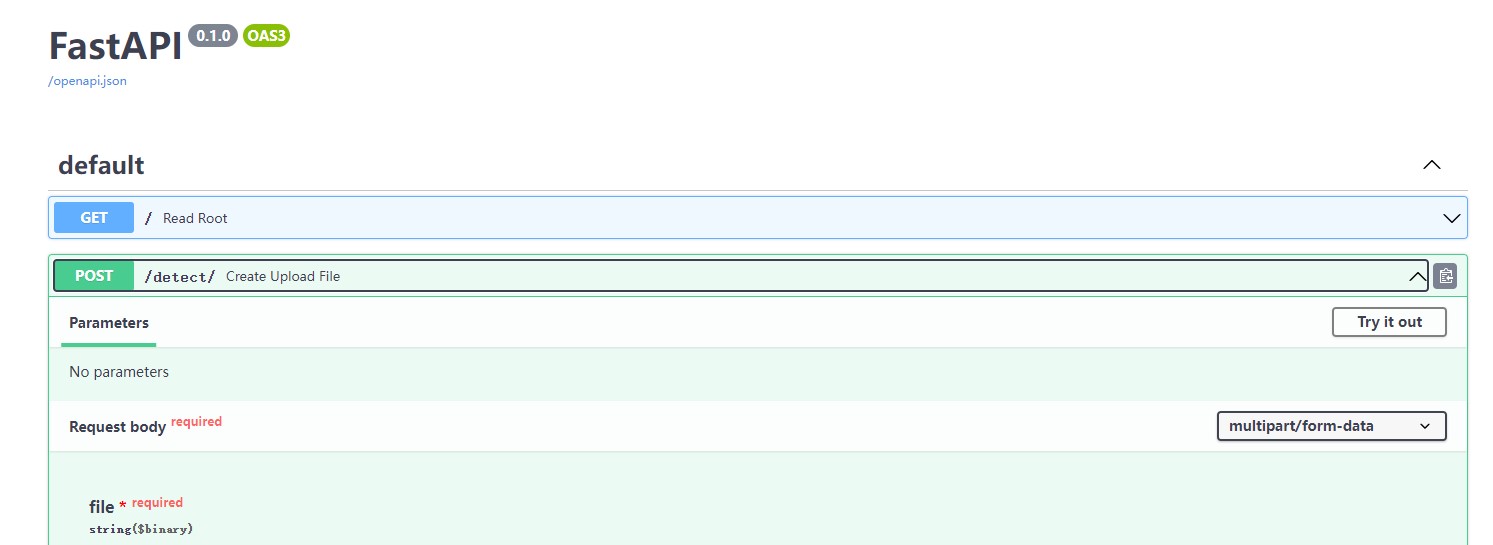 FastAPI 0.1.0 OAS3
/openapi.json
default
GET / Read Root
POST /detect/ Create Upload File
Parameters Try it out
No parameters
Request body required multipart/form-data
file * required
string($binary)